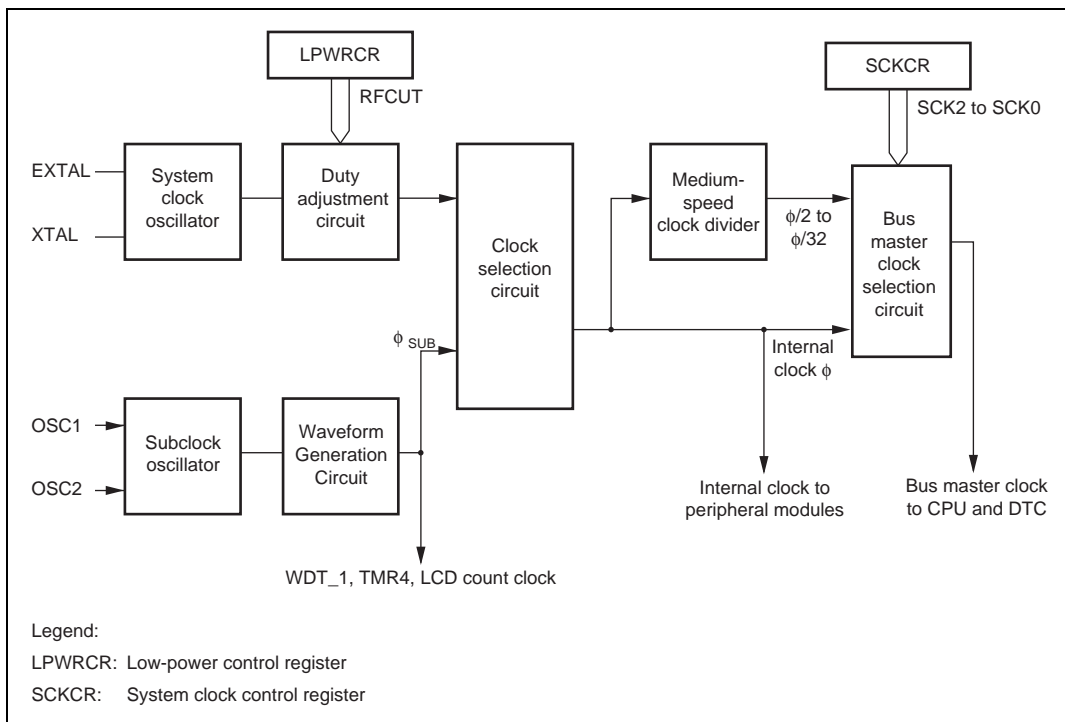 LPWRCR
RFCUT
SCKCR
SCK2 to SCK0
EXTAL
XTAL
System
clock
oscillator
Duty
adjustment
circuit
Clock
selection
circuit
Medium-
speed
clock divider
ϕ/2 to
ϕ/32
Bus
master
clock
selection
circuit
ϕ SUB
Internal
clock ϕ
OSC1
OSC2
Subclock
oscillator
Waveform
Generation
Circuit
Internal clock to
peripheral modules
Bus master clock
to CPU and DTC
WDT_1, TMR4, LCD count clock
Legend:
LPWRCR: Low-power control register
SCKCR: System clock control register